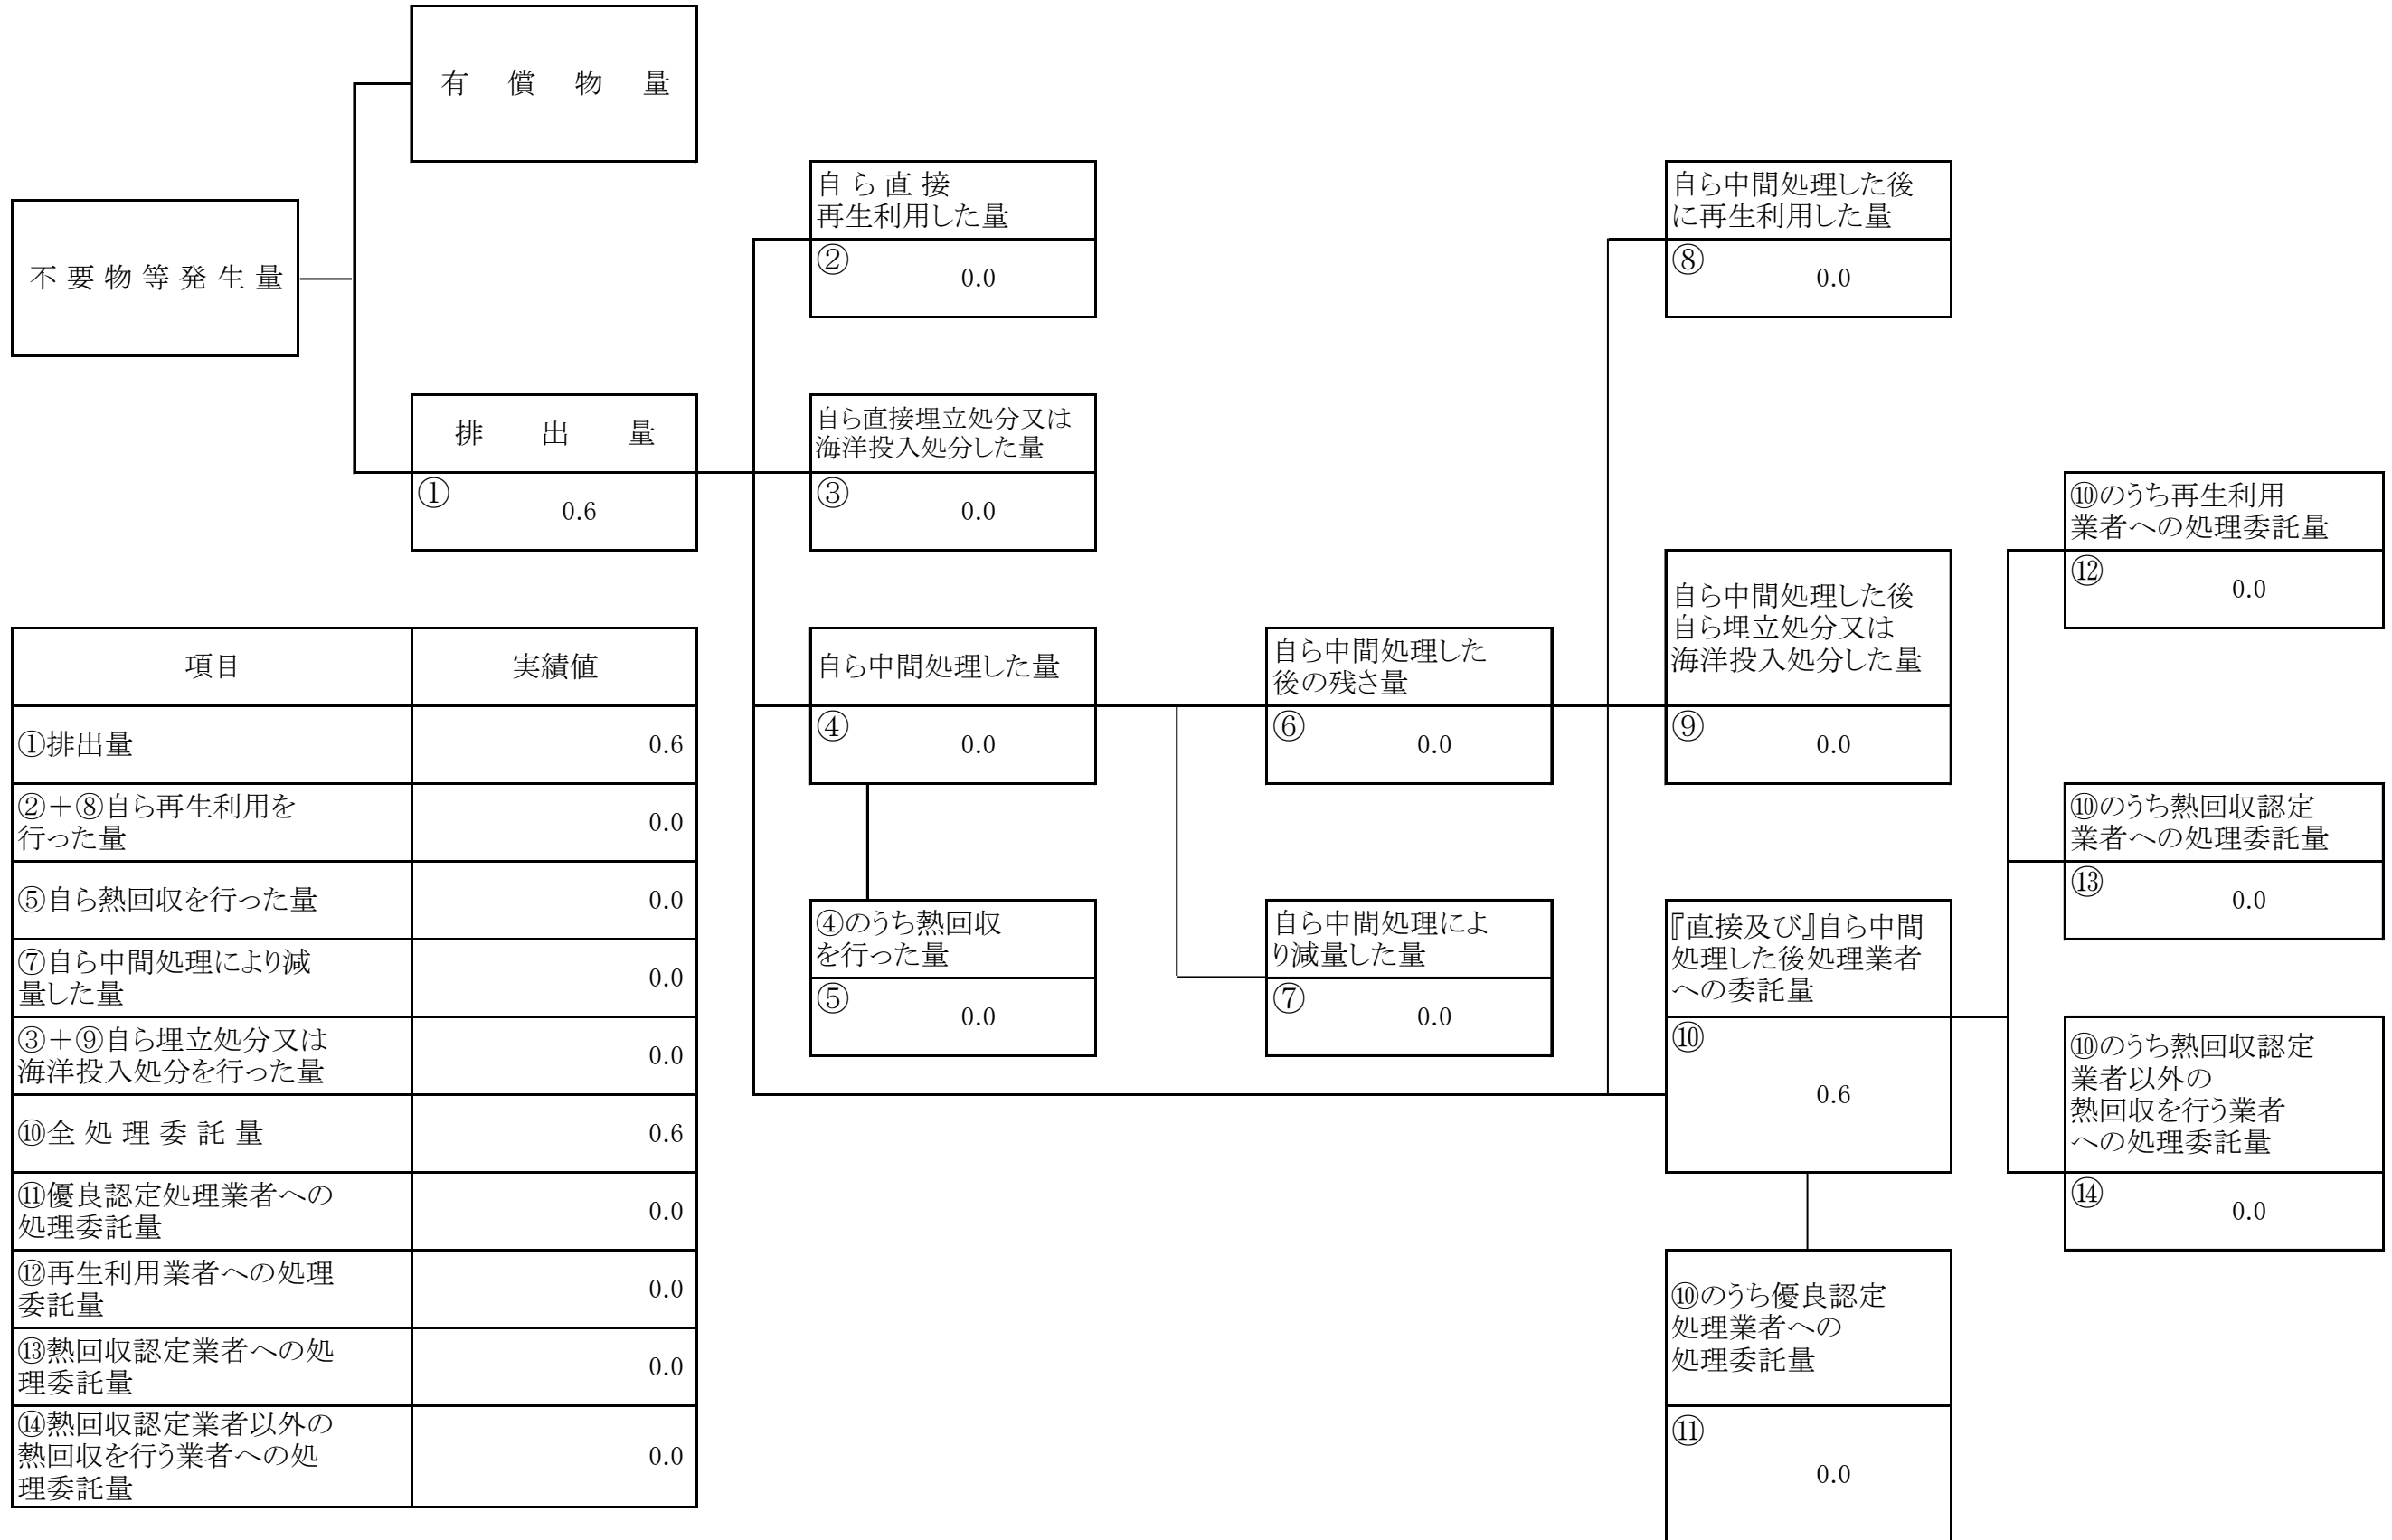 有償物量
不要物等発生量
排出量
①
0.6
自ら直接
再生利用した量
②
0.0
自ら直接埋立処分又は
海洋投入処分した量
③
0.0
自ら中間処理した量
④
0.0
④のうち熱回収
を行った量
⑤
0.0
自ら中間処理した
後の残さ量
⑥
0.0
自ら中間処理によ
り減量した量
⑦
0.0
自ら中間処理した後
に再生利用した量
⑧
0.0
自ら中間処理した後
自ら埋立処分又は
海洋投入処分した量
⑨
0.0
『直接及び』自ら中間
処理した後処理業者
への委託量
⑩
0.6
⑩のうち優良認定
処理業者への
処理委託量
⑪
0.0
⑩のうち再生利用
業者への処理委託量
⑫
0.0
⑩のうち熱回収認定
業者への処理委託量
⑬
0.0
⑩のうち熱回収認定
業者以外の
熱回収を行う業者
への処理委託量
⑭
0.0
項目 実績値
①排出量 0.6
②＋⑧自ら再生利用を
行った量 0.0
⑤自ら熱回収を行った量 0.0
⑦自ら中間処理により減
量した量 0.0
③＋⑨自ら埋立処分又は
海洋投入処分を行った量 0.0
⑩全処理委託量 0.6
⑪優良認定処理業者への
処理委託量 0.0
⑫再生利用業者への処理
委託量 0.0
⑬熱回収認定業者への処
理委託量 0.0
⑭熱回収認定業者以外の
熱回収を行う業者への処
理委託量 0.0